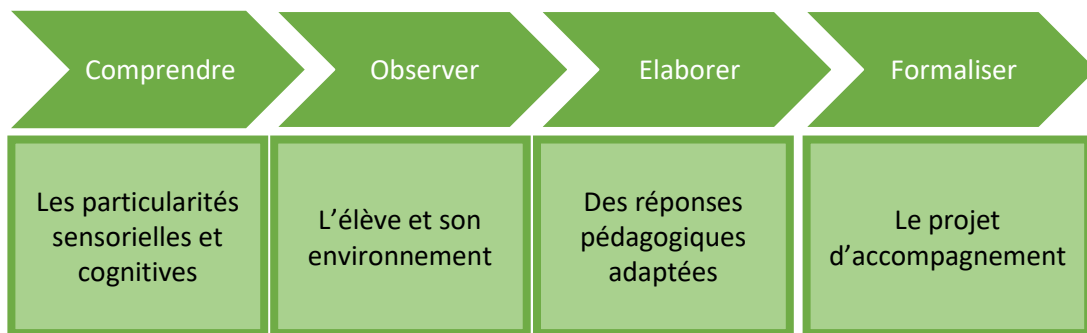 Comprendre
Observer
Elaborer
Formaliser
Les particularités
sensorielles et
cognitives
L’élève et son
environnement
Des réponses
pédagogiques
adaptées
Le projet
d’accompagnement